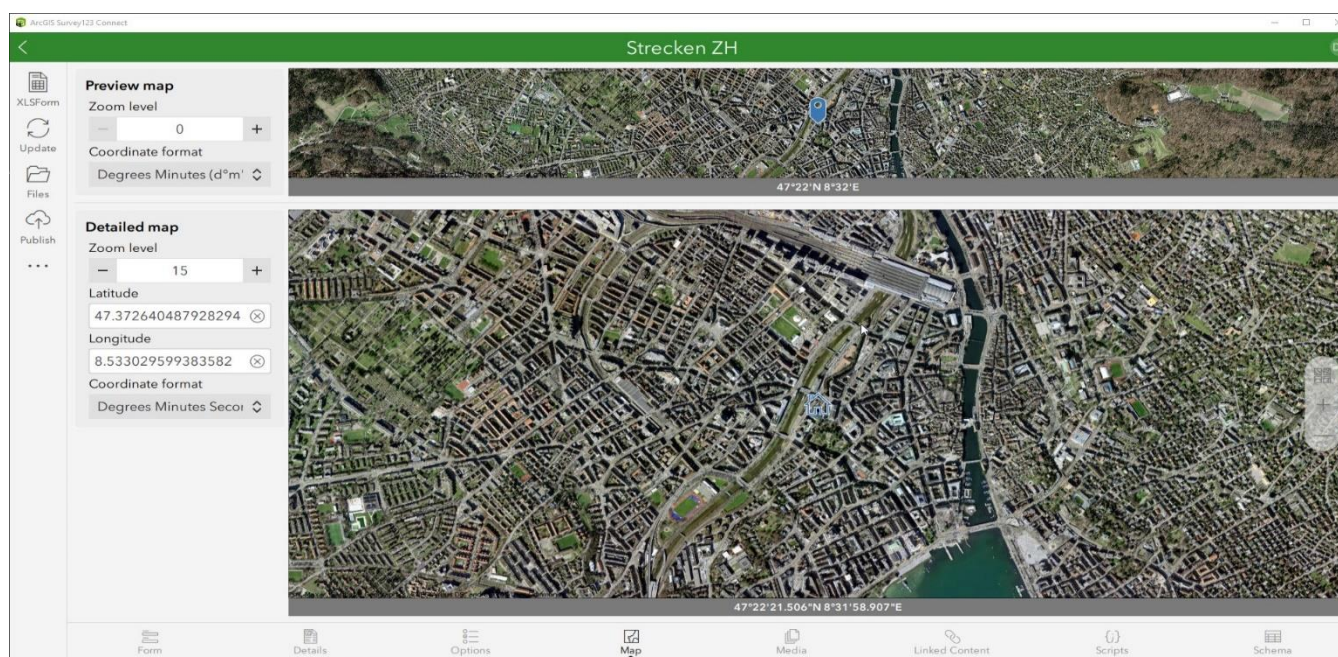 ArcGIS Survey123 Connect
Strecken ZH
XLSForm
Update
Files
Publish
Preview map
Zoom level
0
Coordinate format
Degrees Minutes (d°m'
47°22'N 8°32'E
Detailed map
Zoom level
15
Latitude
47.372640487928294
Longitude
8.533029599383582
Coordinate format
Degrees Minutes Secor
47°22'21.506"N 8°31'58.907"E
Form
Details
Options
Map
Media
Linked Content
Scripts
Schema